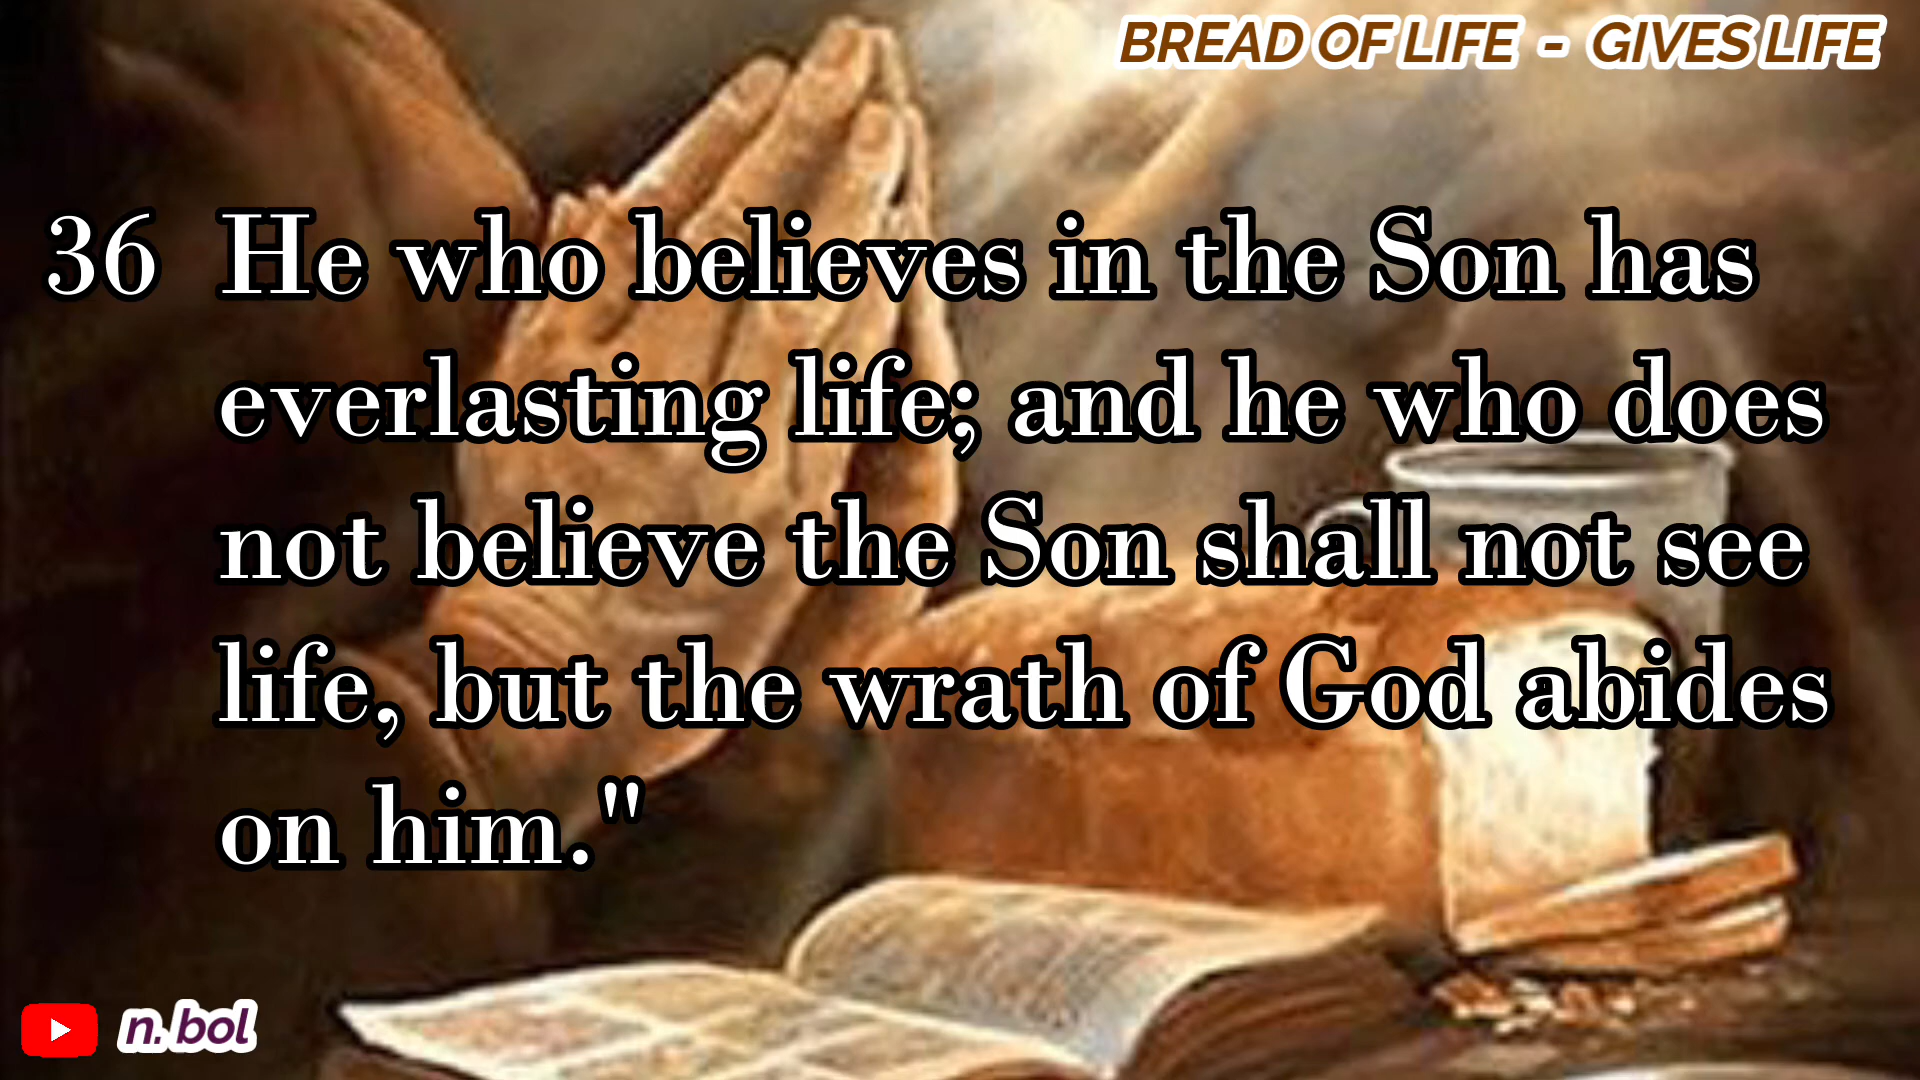 BREAD OF LIFE - GIVES LIFE
36 He who believes in the Son has
everlasting life; and he who does
not believe the Son shall not see
life, but the wrath of God abides
on him."
n. bol